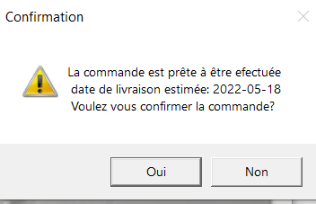 Confirmation
La commande est prête à être efectuée
date de livraison estimée: 2022-05-18
Voulez vous confirmer la commande?
Oui
Non